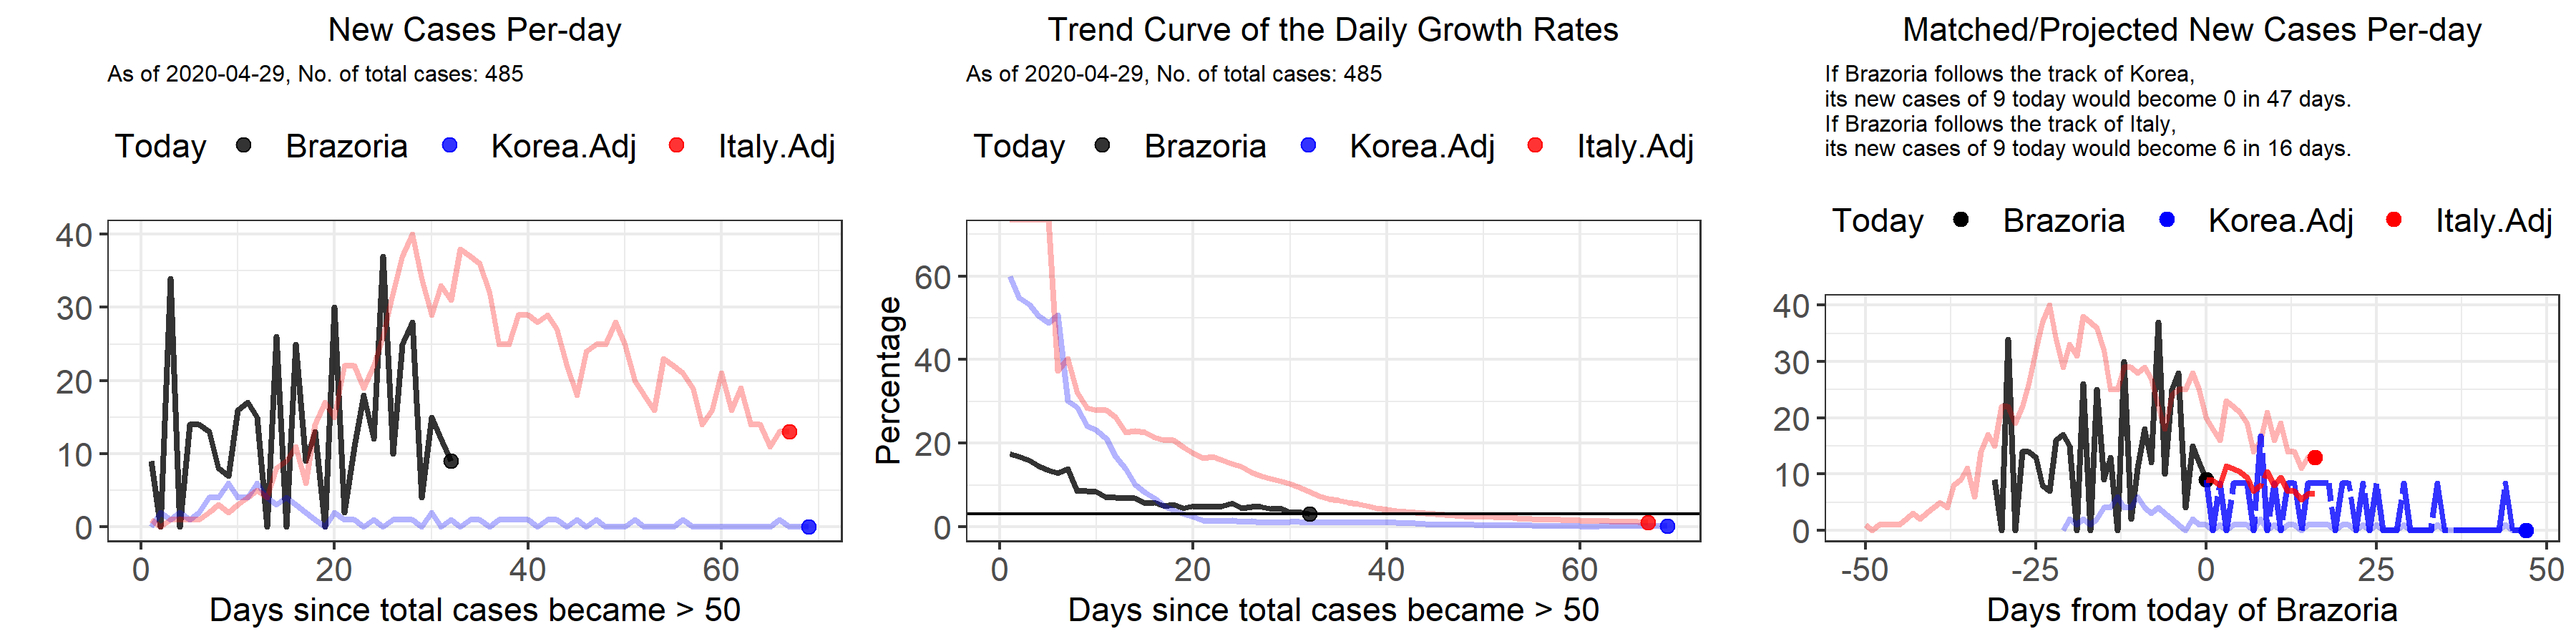 New Cases Per-day
As of 2020-04-29, No. of total cases: 485
Today Brazoria Korea.Adj Italy.Adj
40
30
20
10
0
0 20 40 60
Days since total cases became > 50
Trend Curve of the Daily Growth Rates
As of 2020-04-29, No. of total cases: 485
Today Brazoria Korea.Adj Italy.Adj
Percentage
60
40
20
0
0 20 40 60
Days since total cases became > 50
Matched/Projected New Cases Per-day
If Brazoria follows the track of Korea,
its new cases of 9 today would become 0 in 47 days.
If Brazoria follows the track of Italy,
its new cases of 9 today would become 6 in 16 days.
Today Brazoria Korea.Adj Italy.Adj
40
30
20
10
0
-50 -25 0 25 50
Days from today of Brazoria